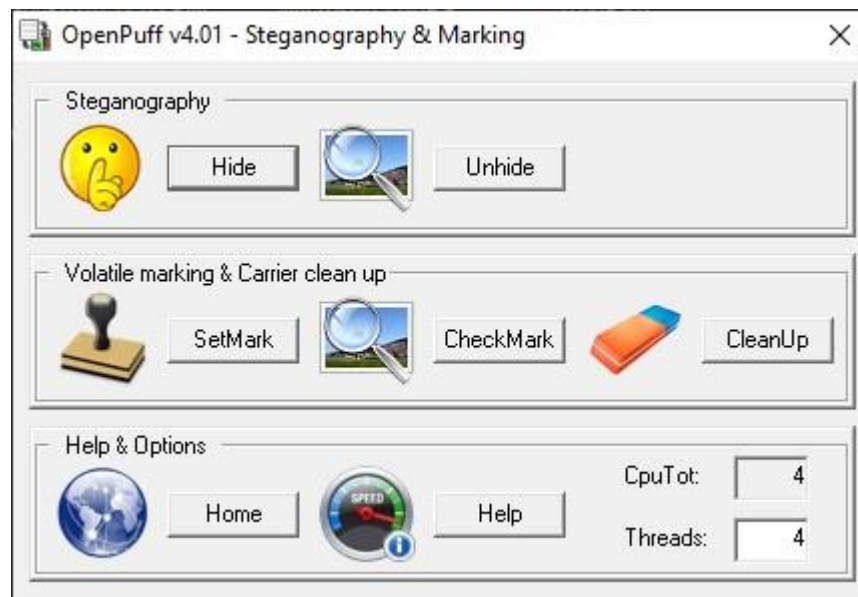 OpenPuff v4.01 - Steganography & Marking
Steganography
Hide Unhide
Volatile marking & Carrier clean up
SetMark CheckMark CleanUp
Help & Options
CpuTot: 4
Home SPEED Help
Threads: 4